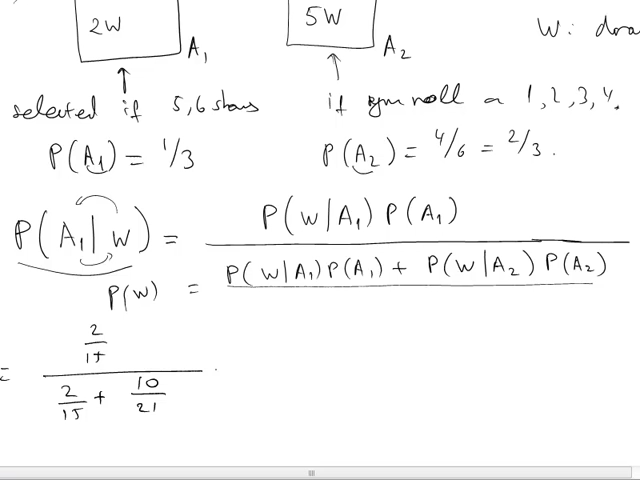 2W 5W W: dra
A₁ A₂
selected if 5,6 shows if you roll a 1,2,3,4.
P(A₁) = 1/3 P(A₂) = 4/6 = 2/3.
P(A₁|W) = P(W|A₁) P(A₁) / P(W|A₁)P(A₁) + P(W|A₂) P(A₂)
P(W) =
= 2/15 / 2/15 + 10/21